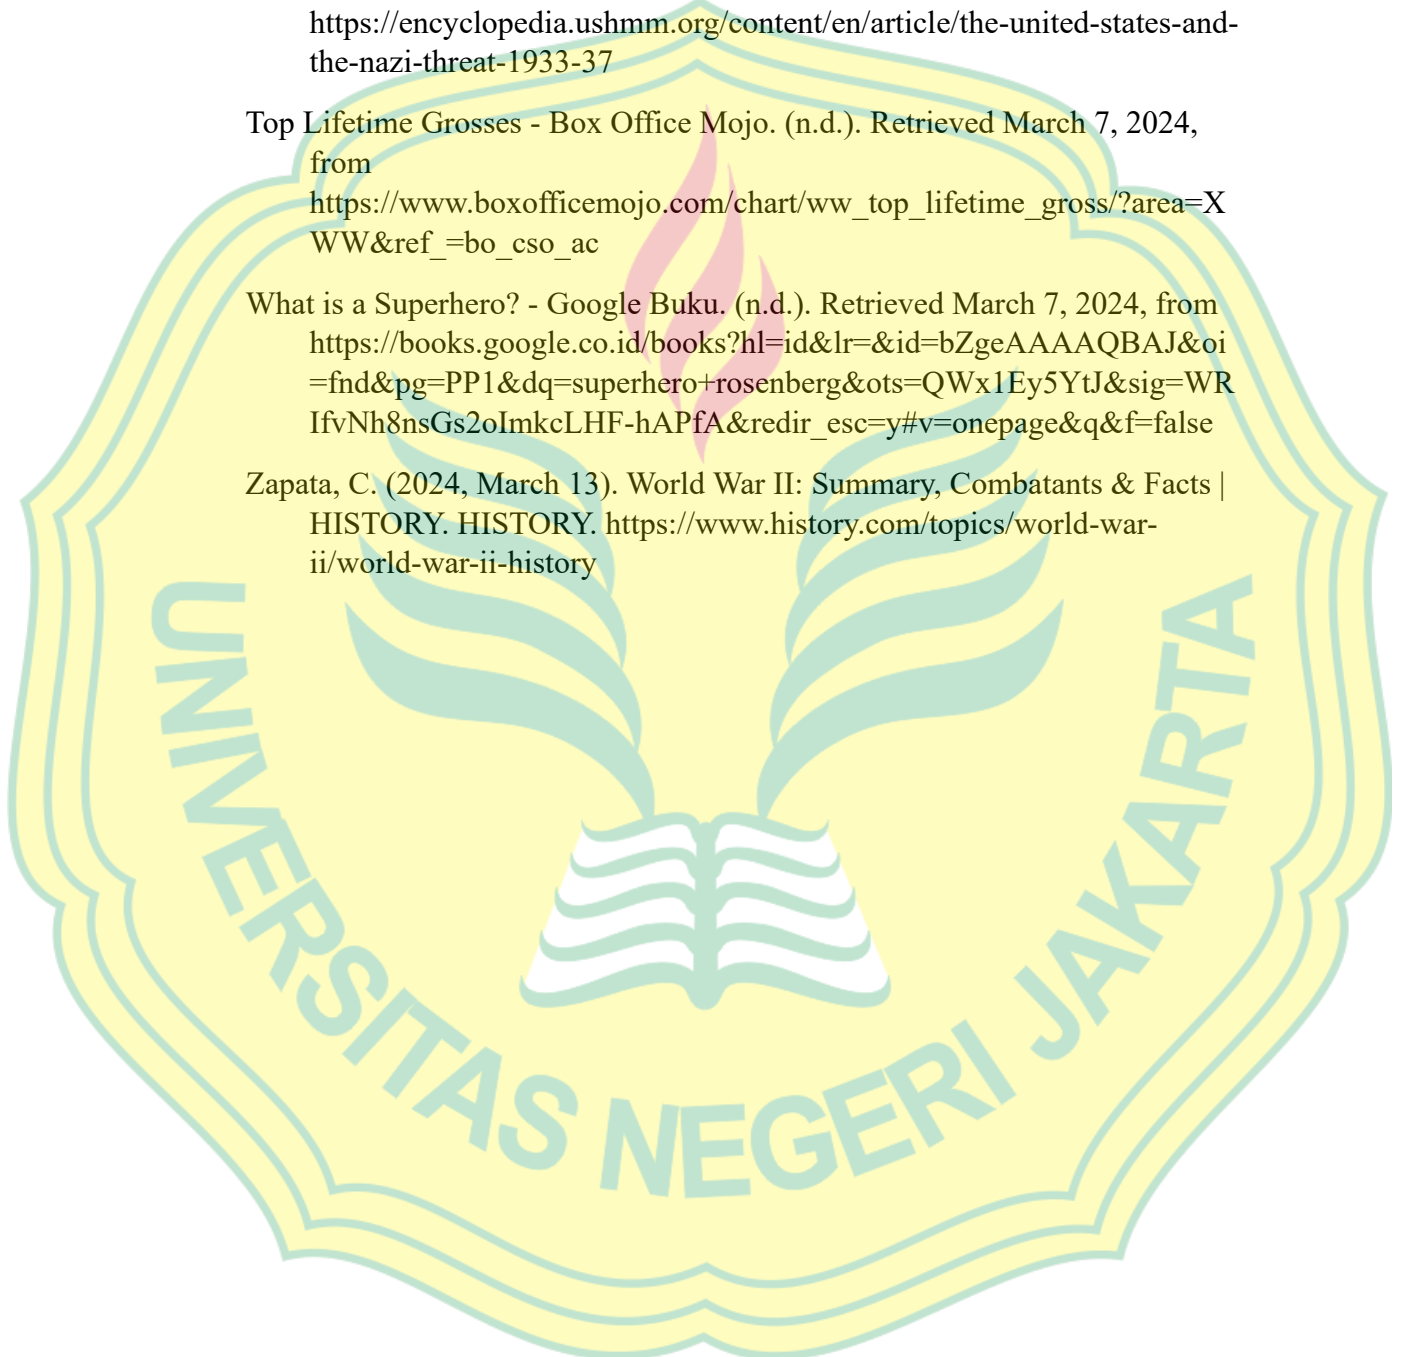 https://encyclopedia.ushmm.org/content/en/article/the-united-states-and-
the-nazi-threat-1933-37
Top Lifetime Grosses - Box Office Mojo. (n.d.). Retrieved March 7, 2024,
from
https://www.boxofficemojo.com/chart/ww_top_lifetime_gross/?area=X
WW&ref_=bo_cso_ac
What is a Superhero? - Google Buku. (n.d.). Retrieved March 7, 2024, from
https://books.google.co.id/books?hl=id&lr=&id=bZgeAAAAQBAJ&oi
=fnd&pg=PP1&dq=superhero+rosenberg&ots=QWx1Ey5YtJ&sig=WR
IfvNh8nsGs2oImkcLHF-hAPfA&redir_esc=y#v=onepage&q&f=false
Zapata, C. (2024, March 13). World War II: Summary, Combatants & Facts |
HISTORY. HISTORY. https://www.history.com/topics/world-war-
ii/world-war-ii-history
UNIVERSITAS NEGERI JAKARTA